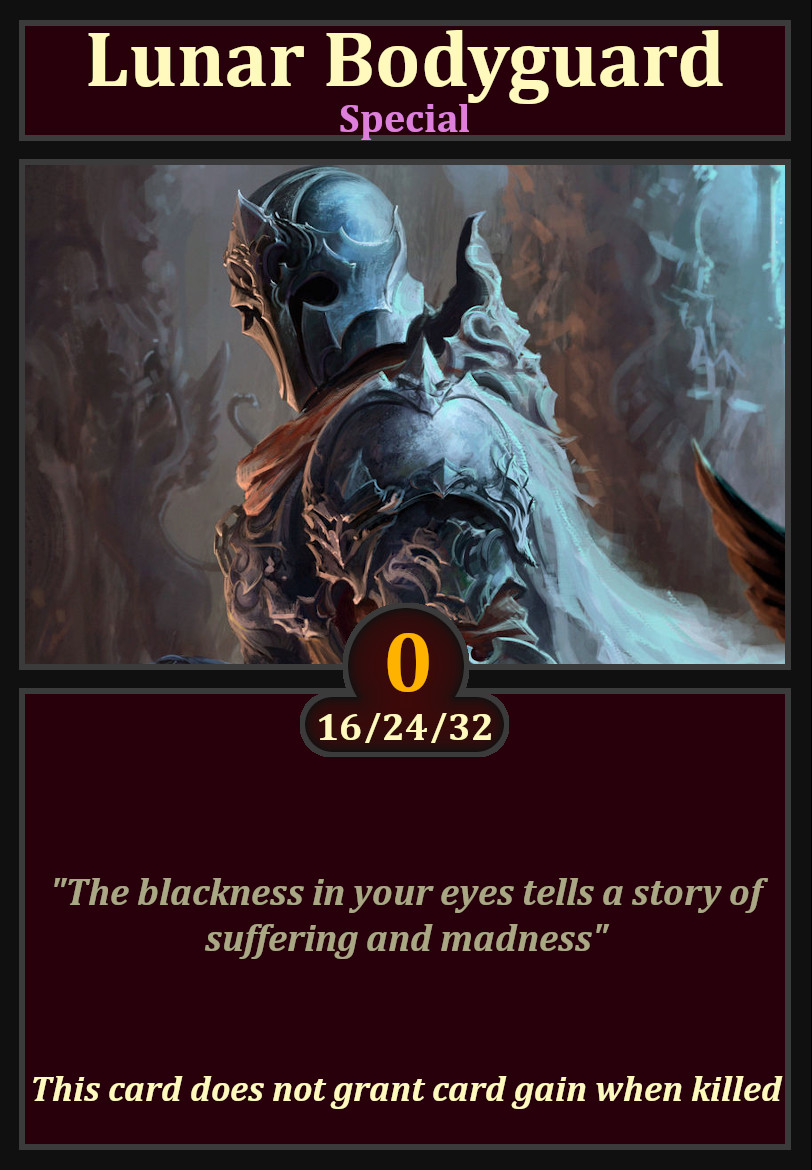 Lunar Bodyguard
Special
0
16/24/32
"The blackness in your eyes tells a story of
suffering and madness"
This card does not grant card gain when killed